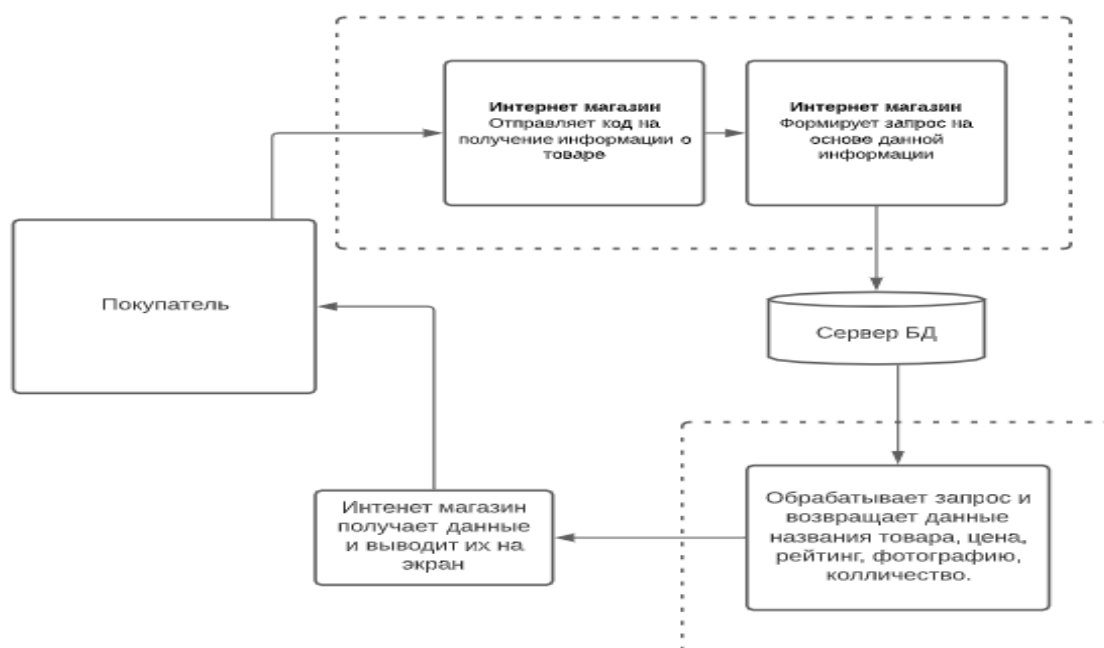 Интернет магазин
Отправляет код на
получение информации о
товаре
Интернет магазин
Формирует запрос на
основе данной
информации
Покупатель
Сервер БД
Интенет магазин
получает данные
и выводит их на
экран
Обрабатывает запрос и
возвращает данные
названия товара, цена,
рейтинг, фотографию,
колличество.